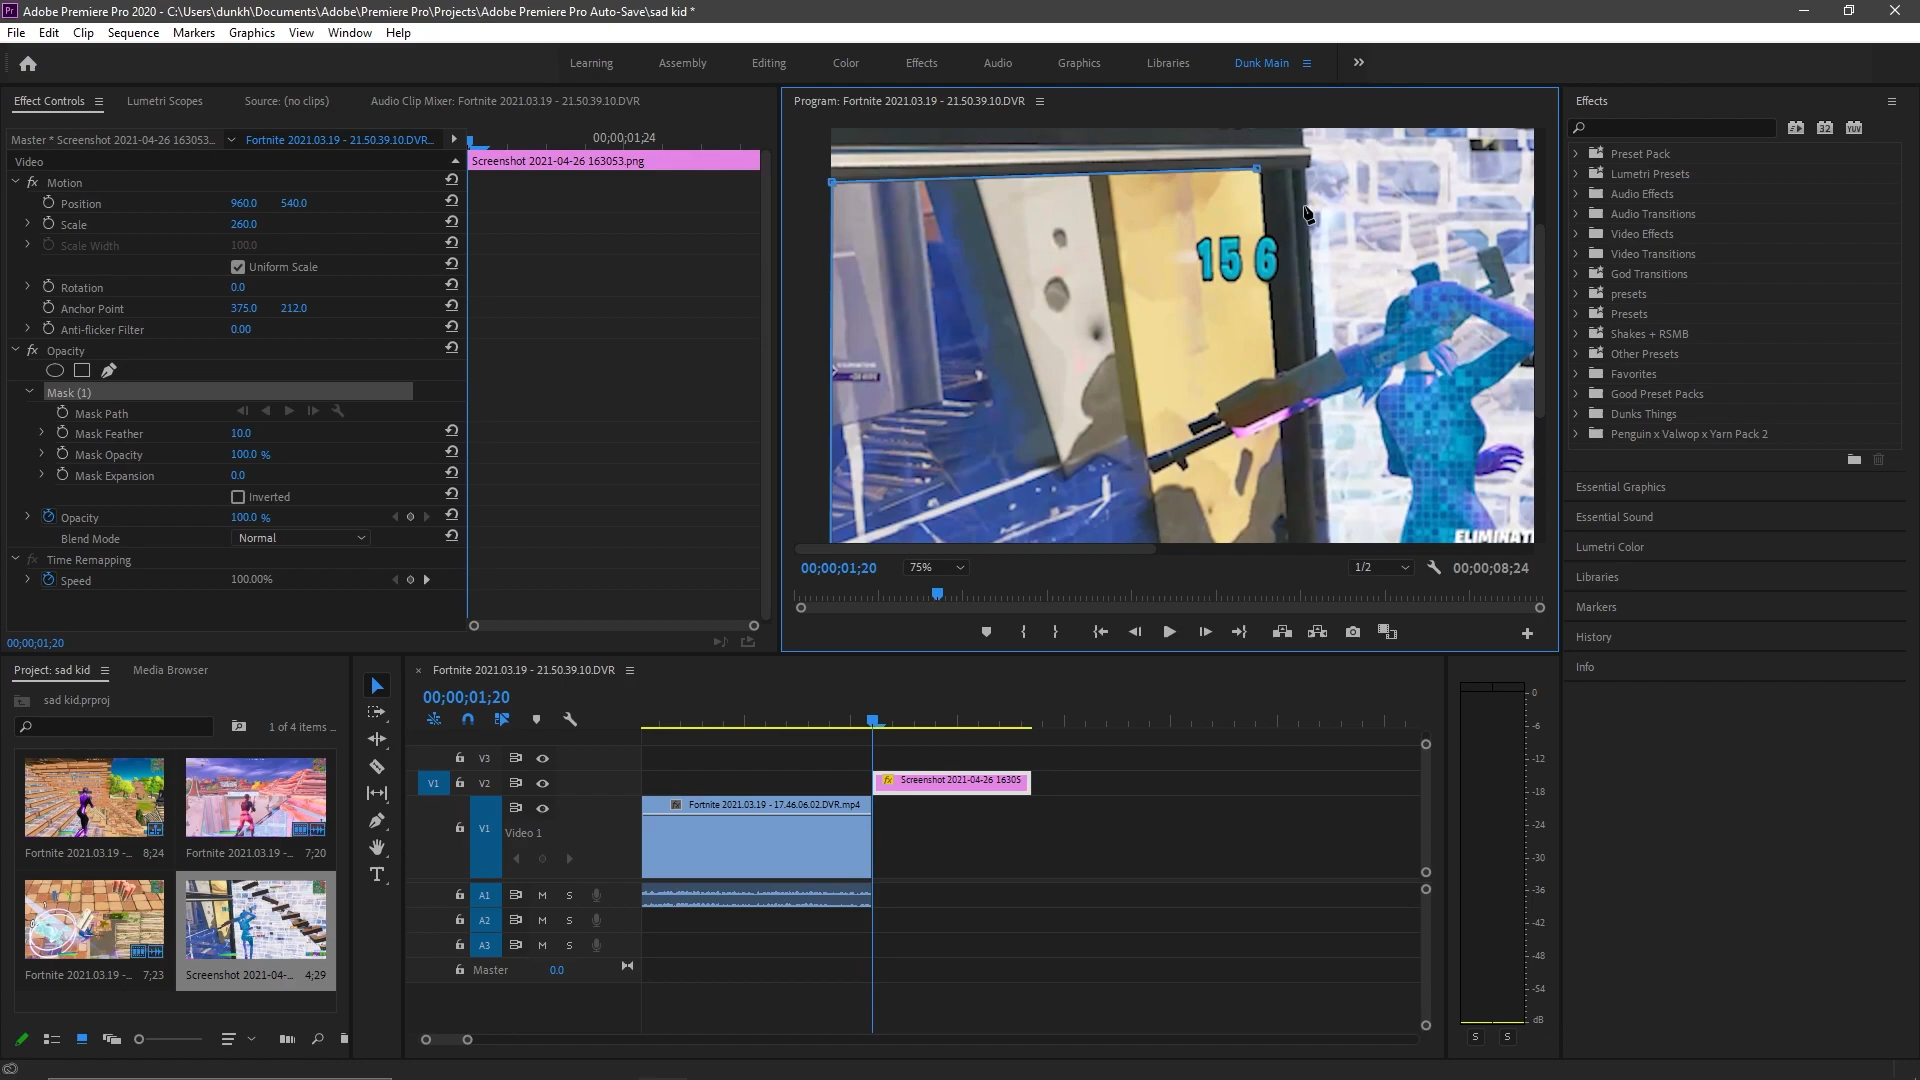 Adobe Premiere Pro 2020 - C:\Users\dunkh\Documents\Adobe\Premiere Pro\Projects\Adobe Premiere Pro Auto-Save\sad kid *
File Edit Clip Sequence Markers Graphics View Window Help
Learning Assembly Editing Color Effects Audio Graphics Libraries Dunk Main
Effect Controls Lumetri Scopes Source: (no clips) Audio Clip Mixer: Fortnite 2021.03.19 - 21.50.39.10.DVR
Master * Screenshot 2021-04-26 163053... Fortnite 2021.03.19 - 21.50.39.10.DVR...
00;00;01;24
Video
Screenshot 2021-04-26 163053.png
fx Motion
Position 960.0 540.0
Scale 260.0
Scale Width 100.0
Uniform Scale
Rotation 0.0
Anchor Point 375.0 212.0
Anti-flicker Filter 0.00
fx Opacity
Mask (1)
Mask Path
Mask Feather 10.0
Mask Opacity 100.0 %
Mask Expansion 0.0
Inverted
Opacity 100.0 %
Blend Mode Normal
fx Time Remapping
Speed 100.00%
00;00;01;20
Program: Fortnite 2021.03.19 - 21.50.39.10.DVR
15 6
ELIMINAT
00;00;01;20 75% 1/2 00;00;08;24
Effects
32 YUV
Preset Pack
Lumetri Presets
Audio Effects
Audio Transitions
Video Effects
Video Transitions
God Transitions
presets
Presets
Shakes + RSMB
Other Presets
Favorites
Good Preset Packs
Dunks Things
Penguin x Valwop x Yarn Pack 2
Essential Graphics
Essential Sound
Lumetri Color
Libraries
Markers
History
Info
Project: sad kid Media Browser
sad kid.prproj
1 of 4 items ...
Fortnite 2021.03.19 -... 8;24
Fortnite 2021.03.19 -... 7;20
Fortnite 2021.03.19 -... 7;23
Screenshot 2021-04-... 4;29
× Fortnite 2021.03.19 - 21.50.39.10.DVR
00;00;01;20
V3
V1 V2
fx Screenshot 2021-04-26 16305
V1
Video 1
fx Fortnite 2021.03.19 - 17.46.06.02.DVR.mp4
A1 M S
A2 M S
A3 M S
Master 0.0
0
-6
-12
-18
-24
-30
-36
-42
-48
-54
dB
S S